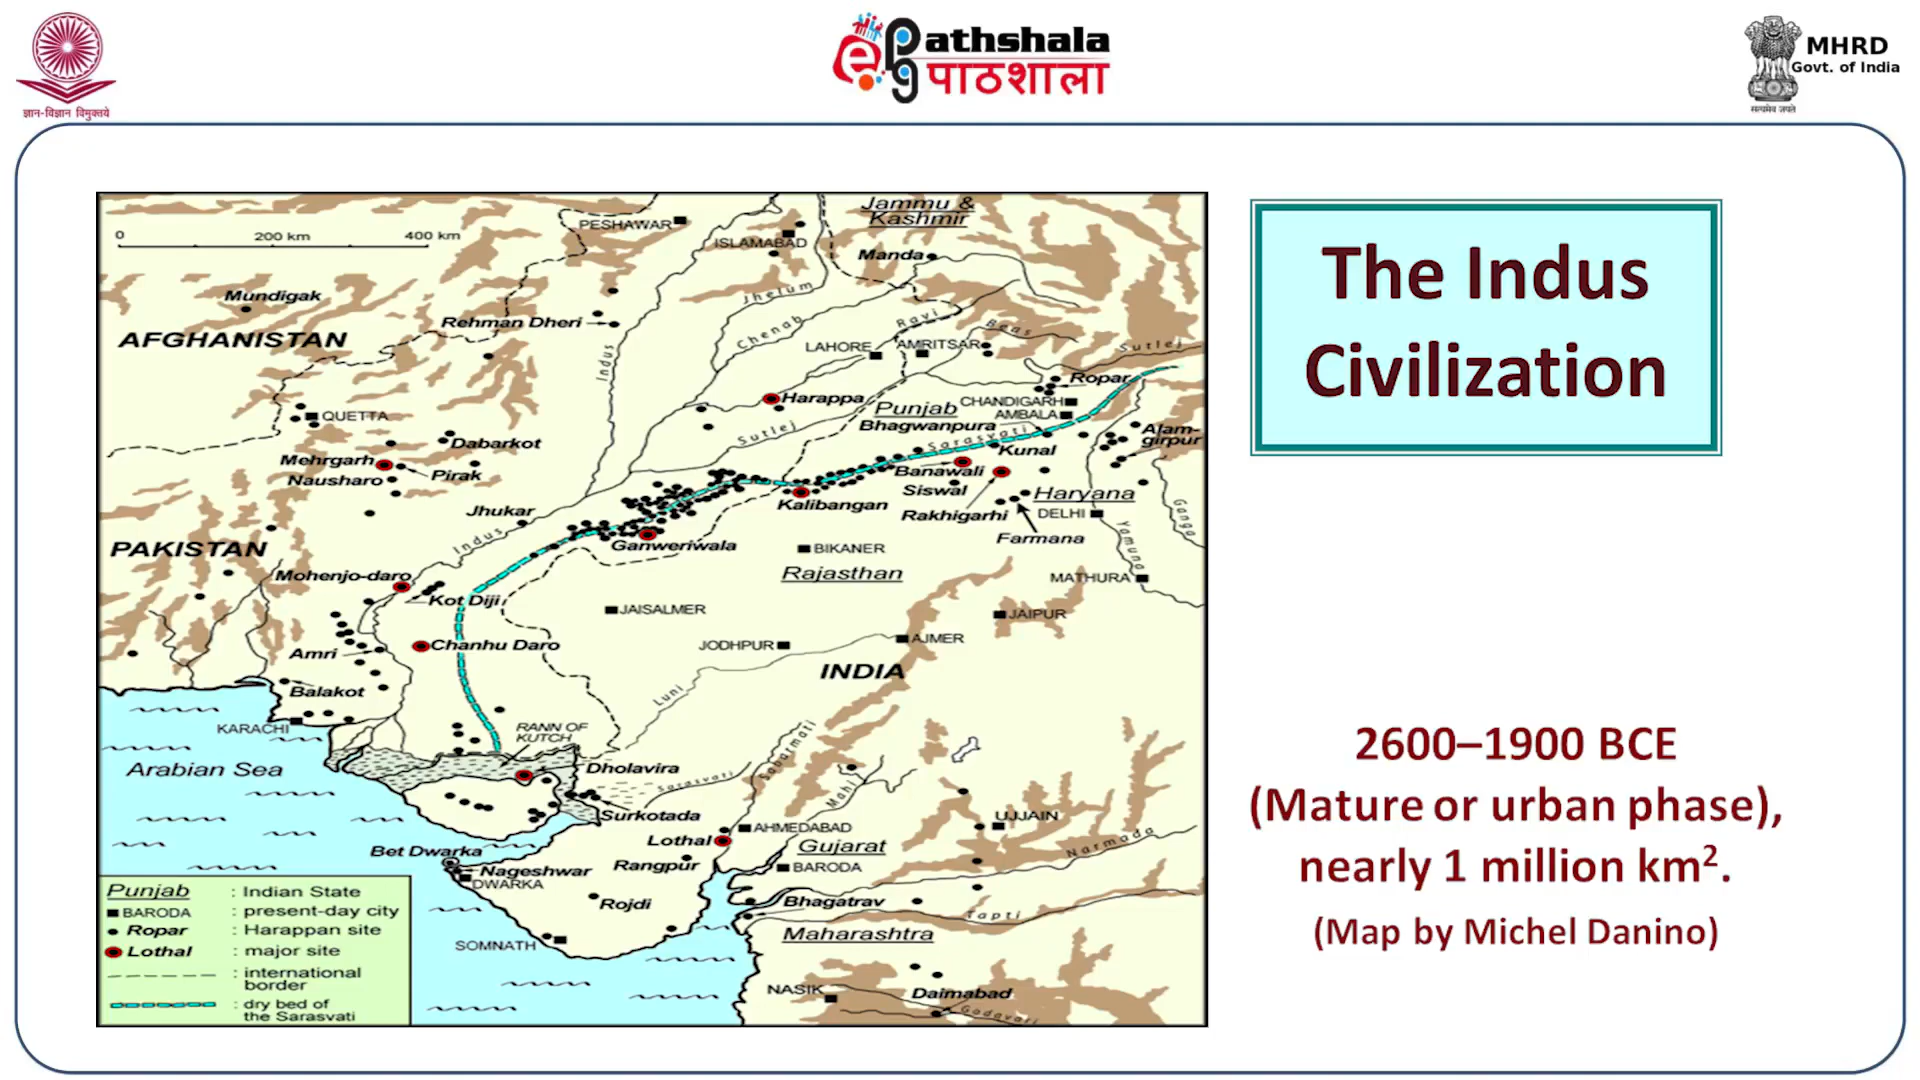 ज्ञान-विज्ञान विमुक्तये
ePathshala
पाठशाला
MHRD
Govt. of India
सत्यमेव जयते
The Indus
Civilization
2600–1900 BCE
(Mature or urban phase),
nearly 1 million km².
(Map by Michel Danino)
0 200 km 400 km
PESHAWAR
ISLAMABAD
Jammu &
Kashmir
Manda
Jhelum
Mundigak
Rehman Dheri
Chenab
Ravi
Beas
AFGHANISTAN
Indus
LAHORE
AMRITSAR
Sutlej
Ropar
Harappa
Punjab
CHANDIGARH
AMBALA
QUETTA
Bhagwanpura
Sutlej
Sarasvati
Alam-
girpur
Dabarkot
Kunal
Mehrgarh
Pirak
Banawali
Nausharo
Siswal
Haryana
Kalibangan
Rakhigarhi
DELHI
Jhukar
Ganga
Farmana
Yamuna
Indus
Ganweriwala
BIKANER
PAKISTAN
Rajasthan
Mohenjo-daro
MATHURA
Kot Diji
JAISALMER
JAIPUR
Chanhu Daro
JODHPUR
AJMER
Amri
INDIA
Balakot
Luni
KARACHI
RANN OF
KUTCH
Sabarmati
Arabian Sea
Dholavira
Sarasvati
Mahi
Surkotada
UJJAIN
Lothal
AHMEDABAD
Gujarat
Narmada
Bet Dwarka
Rangpur
BARODA
Nageshwar
DWARKA
Rojdi
Bhagatrav
Tapti
SOMNATH
Maharashtra
NASIK
Daimabad
Godavari
Punjab : Indian State
BARODA : present-day city
Ropar : Harappan site
Lothal : major site
: international
border
: dry bed of
the Sarasvati